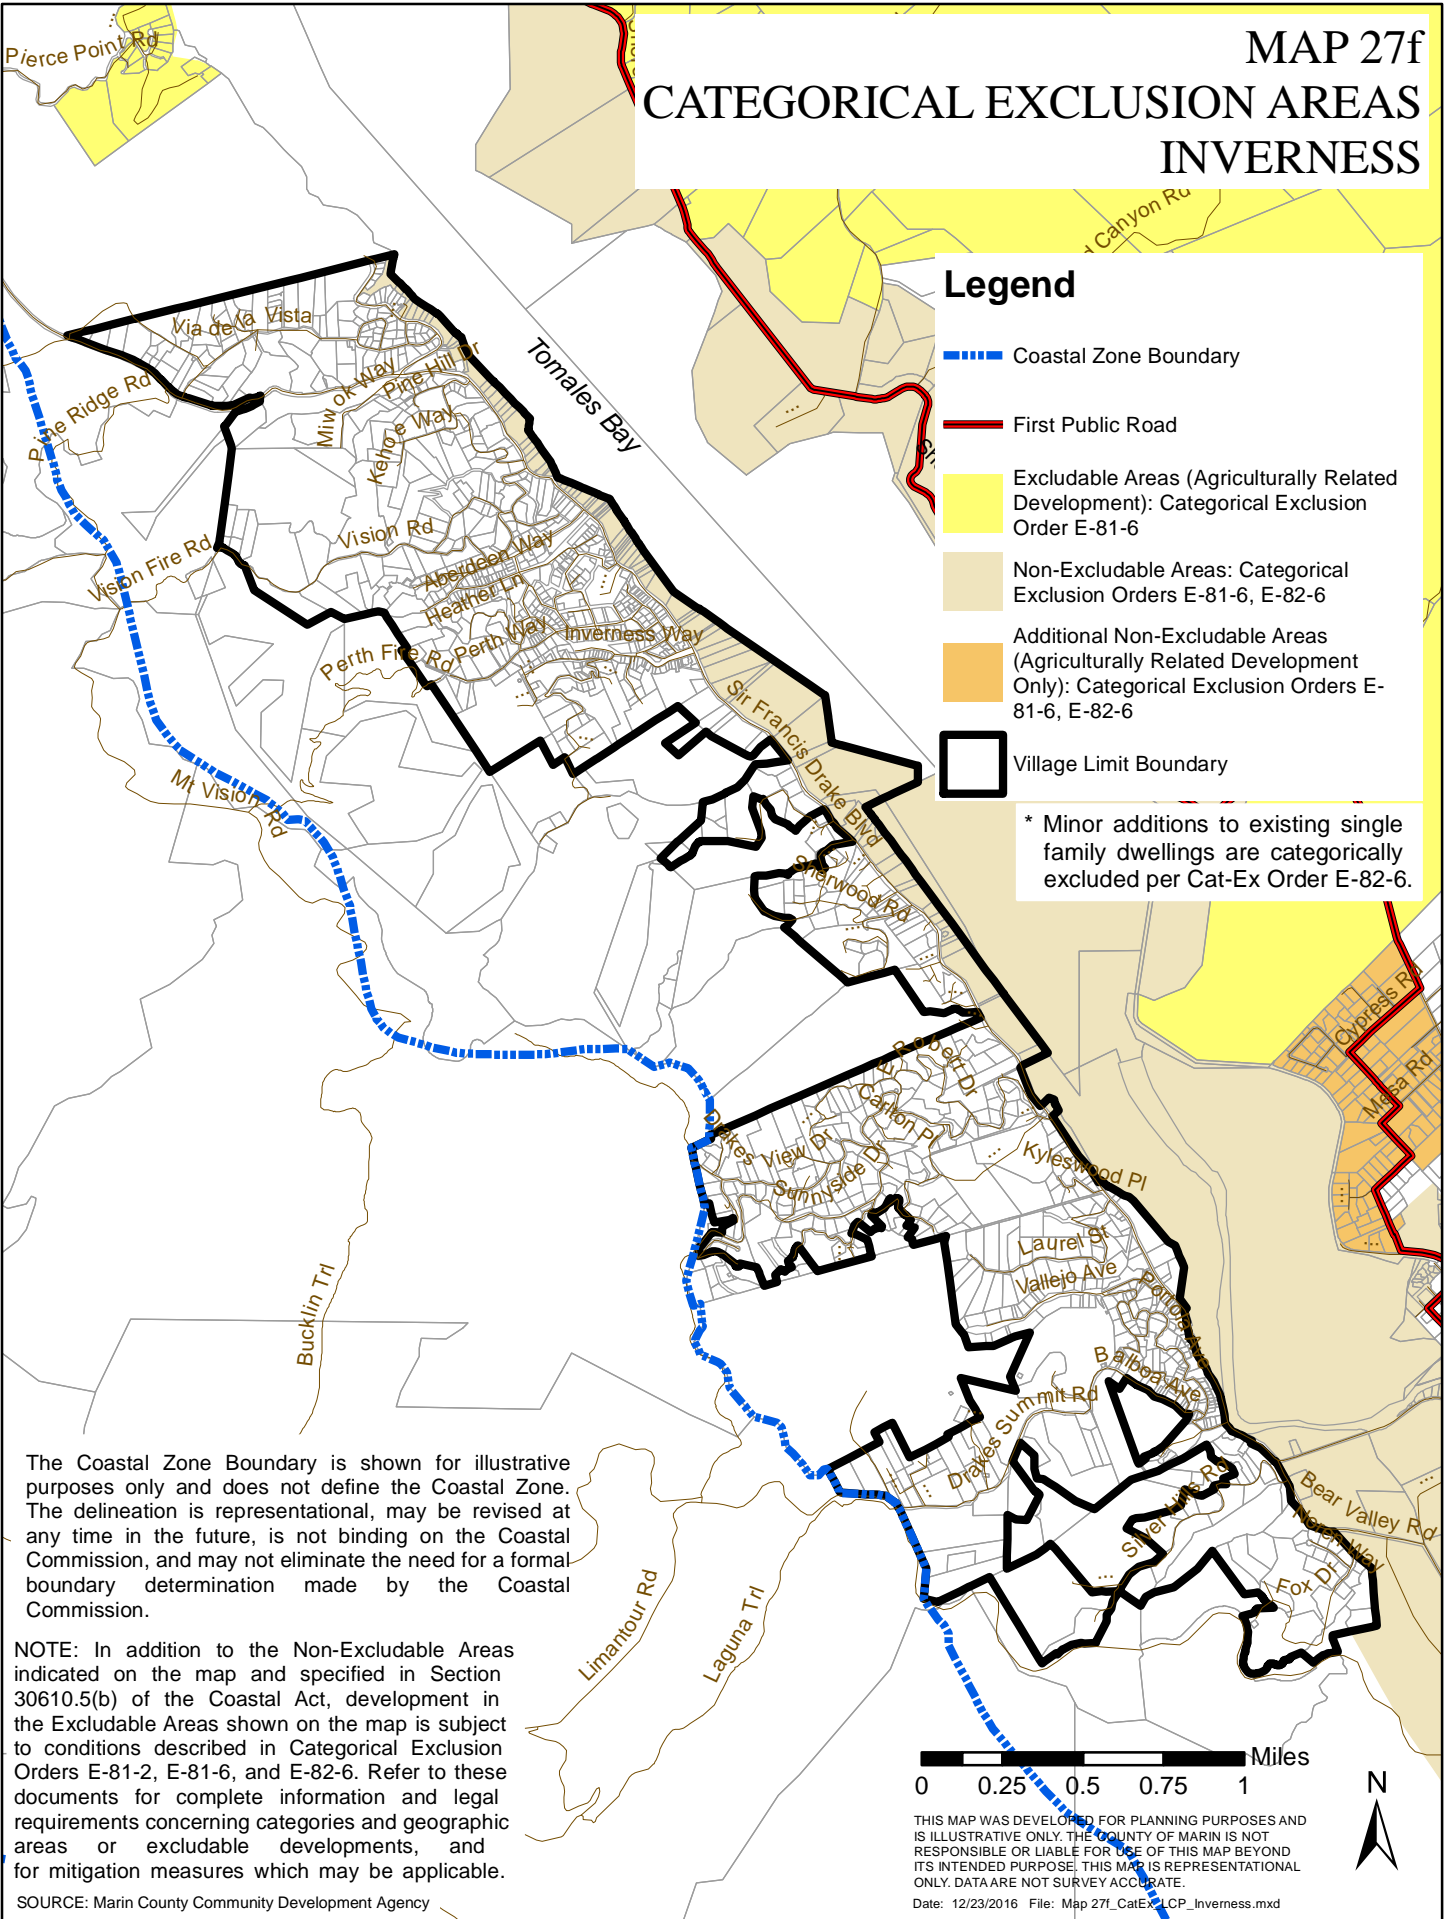 MAP 27f
CATEGORICAL EXCLUSION AREAS
INVERNESS
Pierce Point Rd
Canyon Rd
Legend
Coastal Zone Boundary
First Public Road
Excludable Areas (Agriculturally Related
Development): Categorical Exclusion
Order E-81-6
Non-Excludable Areas: Categorical
Exclusion Orders E-81-6, E-82-6
Additional Non-Excludable Areas
(Agriculturally Related Development
Only): Categorical Exclusion Orders E-
81-6, E-82-6
Village Limit Boundary
* Minor additions to existing single
family dwellings are categorically
excluded per Cat-Ex Order E-82-6.
Via de la Vista
Tomales Bay
Pine Ridge Rd
Miwok Way
Pine Hill Dr
Kehoe Way
Vision Rd
Vision Fire Rd
Aberdeen Way
Heather Ln
Perth Way
Inverness Way
Perth Fire Rd
Sir Francis Drake Blvd
Mt Vision Rd
Sherwood Rd
Cypress Rd
Mesa Rd
E Robert Dr
Carlton Pl
Drakes View Dr
Sunnyside Dr
Kyleswood Pl
Laurel St
Vallejo Ave
Portola Ave
Balboa Ave
Bucklin Trl
Drakes Summit Rd
Silver Hills Rd
Bear Valley Rd
Noren Way
Fox Dr
Limantour Rd
Laguna Trl
The Coastal Zone Boundary is shown for illustrative
purposes only and does not define the Coastal Zone.
The delineation is representational, may be revised at
any time in the future, is not binding on the Coastal
Commission, and may not eliminate the need for a formal
boundary determination made by the Coastal
Commission.
NOTE: In addition to the Non-Excludable Areas
indicated on the map and specified in Section
30610.5(b) of the Coastal Act, development in
the Excludable Areas shown on the map is subject
to conditions described in Categorical Exclusion
Orders E-81-2, E-81-6, and E-82-6. Refer to these
documents for complete information and legal
requirements concerning categories and geographic
areas or excludable developments, and
for mitigation measures which may be applicable.
SOURCE: Marin County Community Development Agency
Miles
0 0.25 0.5 0.75 1
N
THIS MAP WAS DEVELOPED FOR PLANNING PURPOSES AND
IS ILLUSTRATIVE ONLY. THE COUNTY OF MARIN IS NOT
RESPONSIBLE OR LIABLE FOR USE OF THIS MAP BEYOND
ITS INTENDED PURPOSE. THIS MAP IS REPRESENTATIONAL
ONLY. DATA ARE NOT SURVEY ACCURATE.
Date: 12/23/2016 File: Map 27f_CatEx_LCP_Inverness.mxd